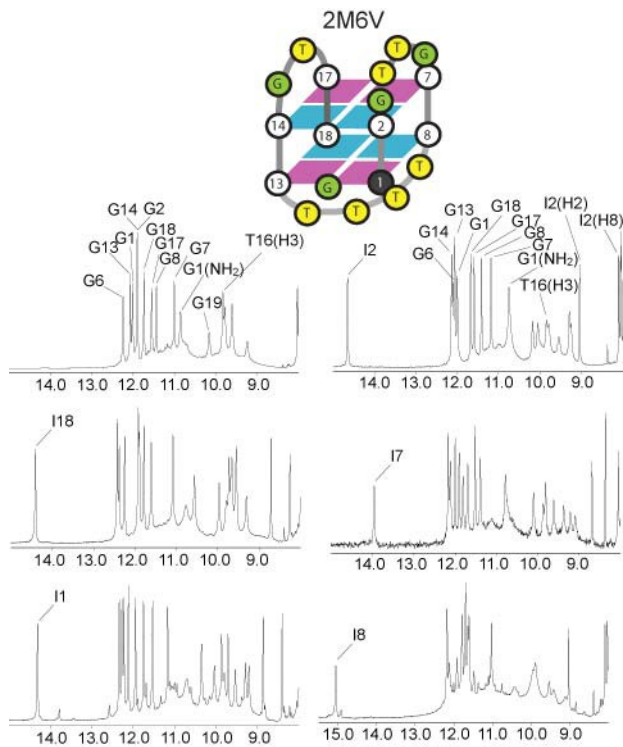 2M6V
T
T
G
17
T
7
G
G
14
18
2
8
13
G
1
T
T
T
T
G14 G2
G1
G18
G13
G17
G8
G7
T16(H3)
G1(NH2)
G6
G19
14.0 13.0 12.0 11.0 10.0 9.0
I2
G13
G14
G1
G18
G17
G8
G7
G6
G1(NH2)
T16(H3)
I2(H2)
I2(H8)
14.0 13.0 12.0 11.0 10.0 9.0
I18
14.0 13.0 12.0 11.0 10.0 9.0
I7
14.0 13.0 12.0 11.0 10.0 9.0
I1
14.0 13.0 12.0 11.0 10.0 9.0
I8
15.0 14.0 13.0 12.0 11.0 10.0 9.0